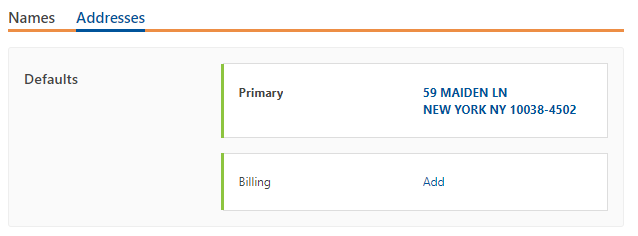 Names Addresses
Defaults
Primary
59 MAIDEN LN
NEW YORK NY 10038-4502
Billing
Add